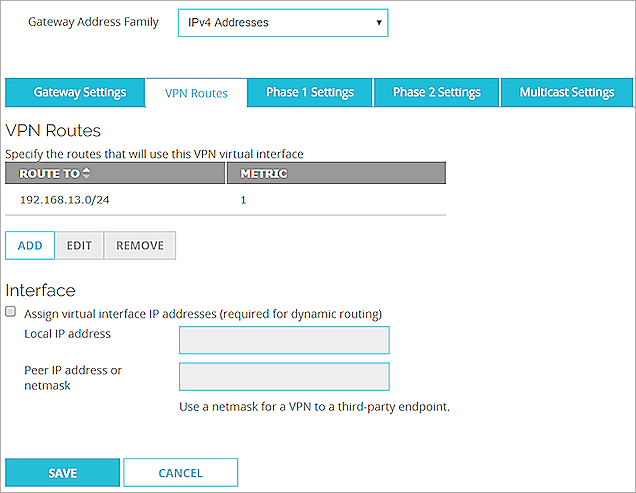 Gateway Address Family IPv4 Addresses
Gateway Settings VPN Routes Phase 1 Settings Phase 2 Settings Multicast Settings
VPN Routes
Specify the routes that will use this VPN virtual interface
ROUTE TO METRIC
192.168.13.0/24 1
ADD EDIT REMOVE
Interface
Assign virtual interface IP addresses (required for dynamic routing)
Local IP address
Peer IP address or
netmask
Use a netmask for a VPN to a third-party endpoint.
SAVE CANCEL